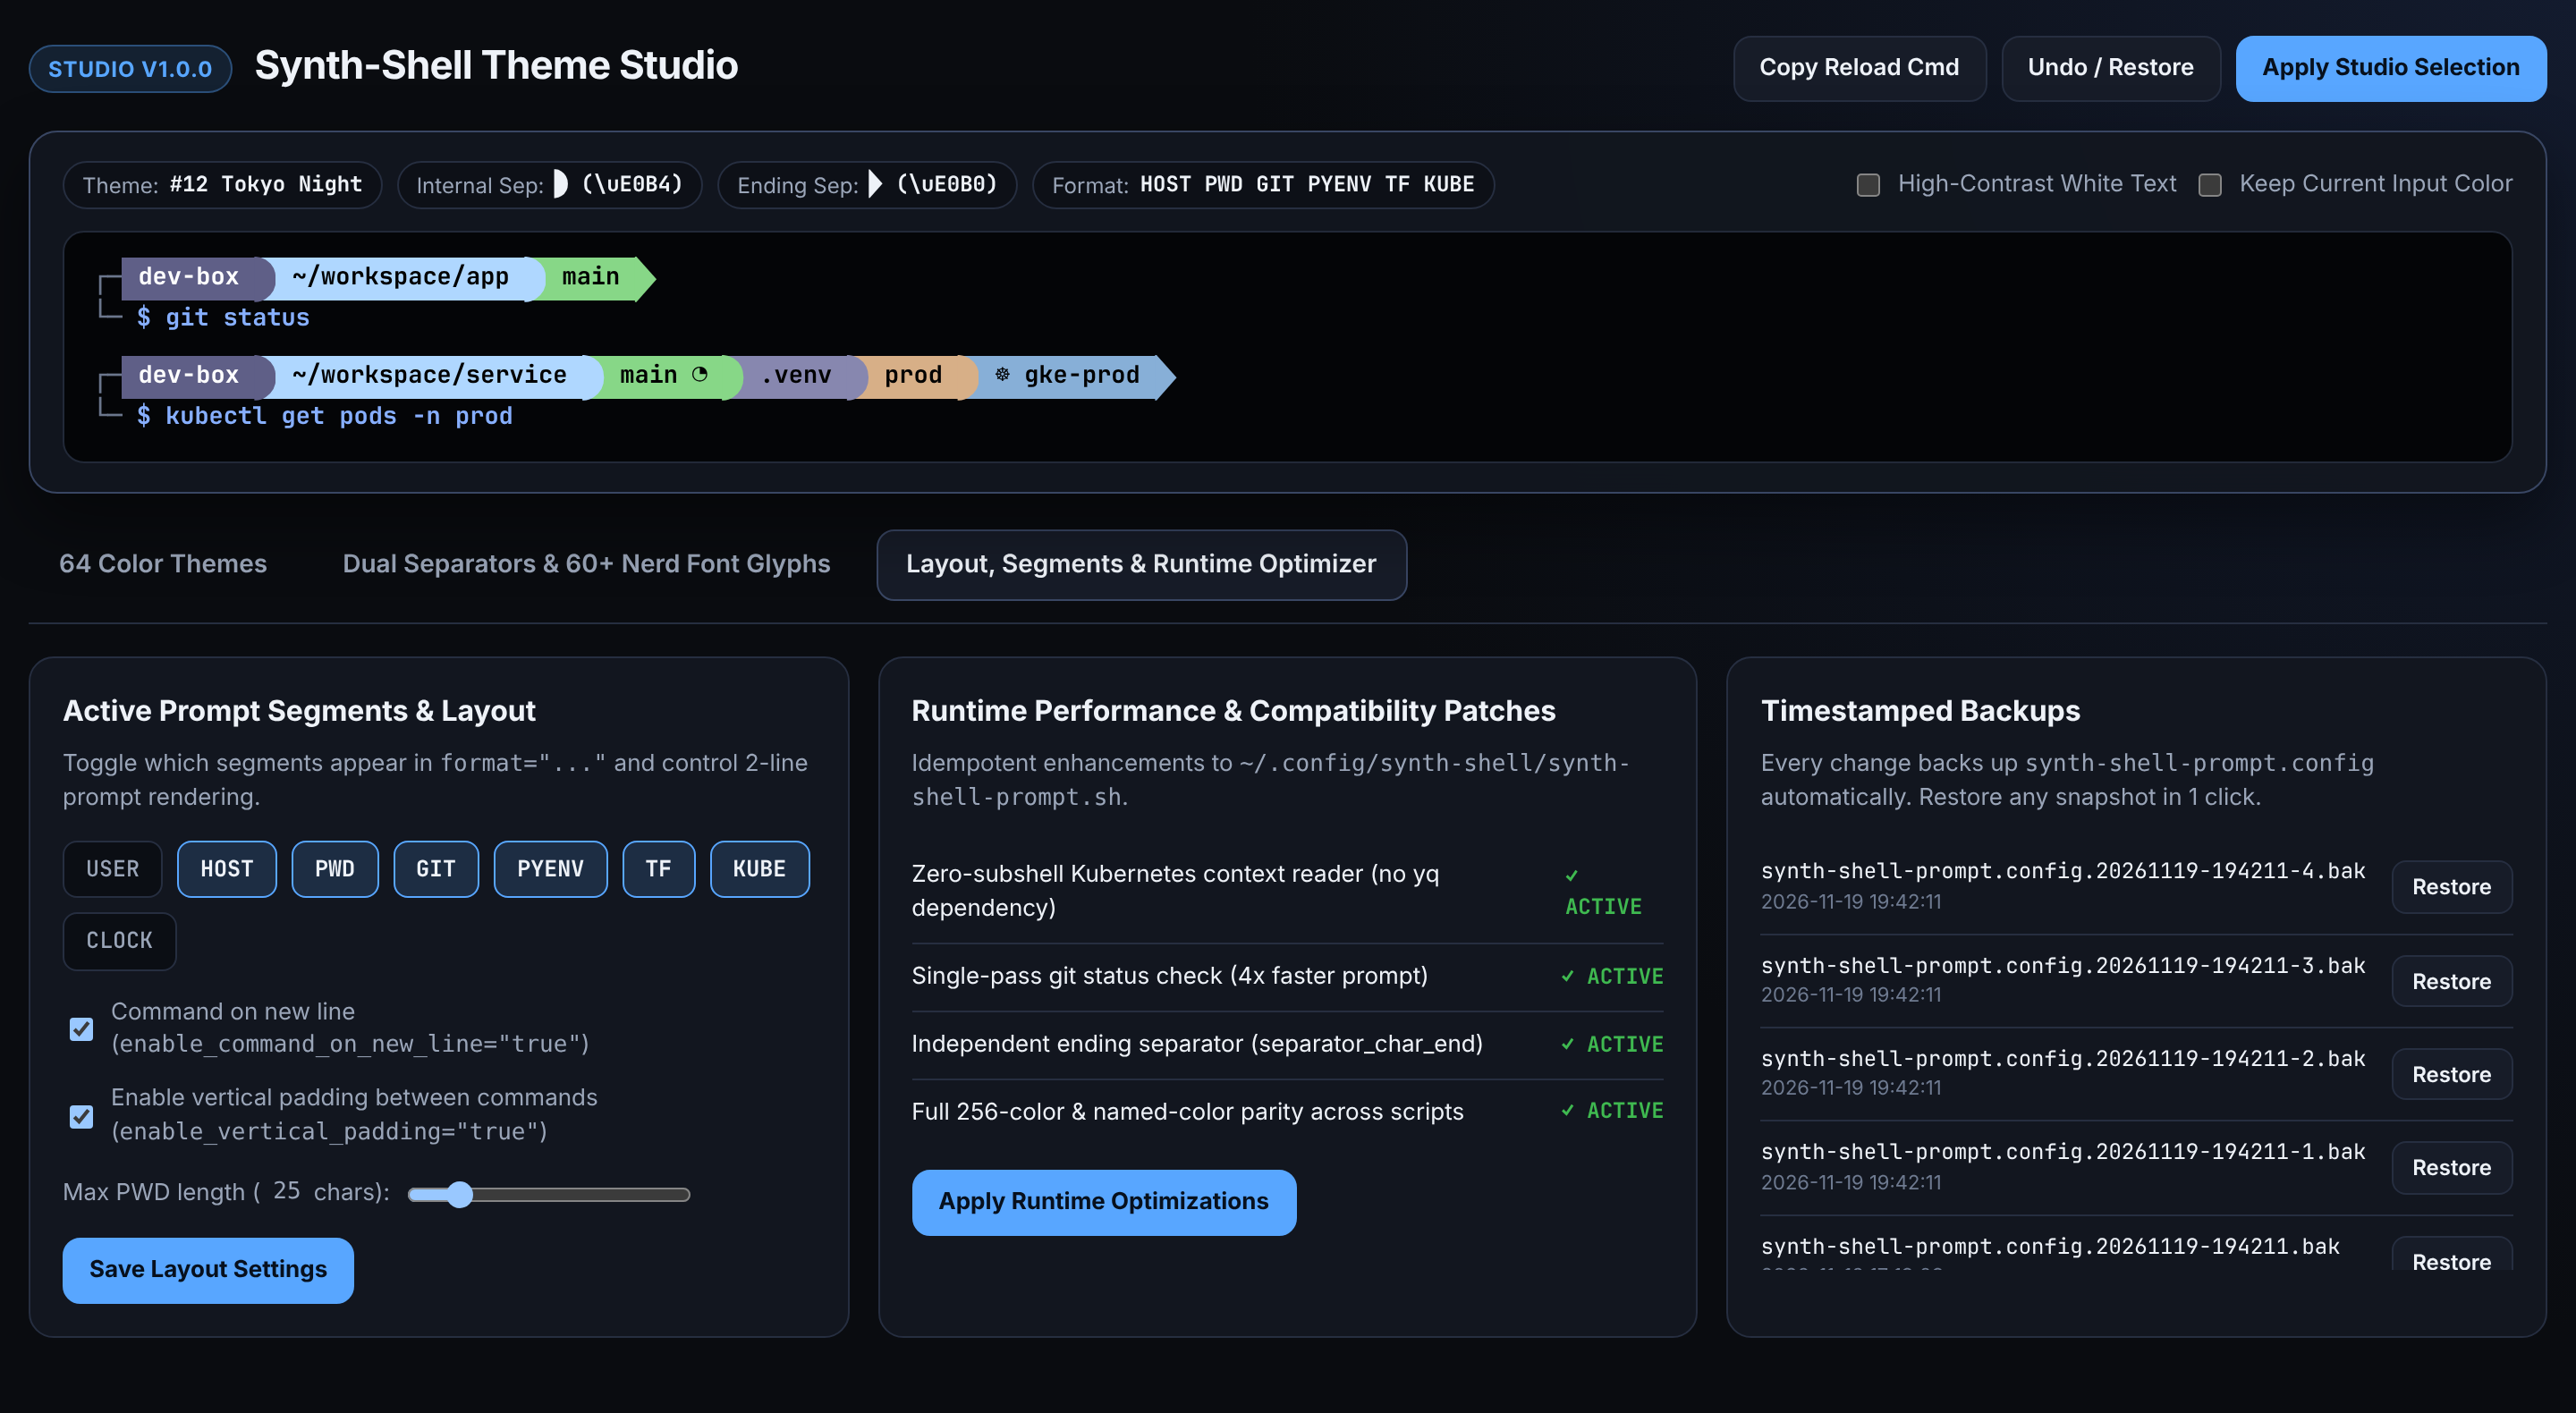 STUDIO V1.0.0
Synth-Shell Theme Studio
Copy Reload Cmd
Undo / Restore
Apply Studio Selection
Theme: #12 Tokyo Night
Internal Sep: (\uE0B4)
Ending Sep: (\uE0B0)
Format: HOST PWD GIT PYENV TF KUBE
High-Contrast White Text
Keep Current Input Color
dev-box ~/workspace/app main
$ git status
dev-box ~/workspace/service main ◔ .venv prod ☸ gke-prod
$ kubectl get pods -n prod
64 Color Themes
Dual Separators & 60+ Nerd Font Glyphs
Layout, Segments & Runtime Optimizer
Active Prompt Segments & Layout
Toggle which segments appear in format="..." and control 2-line
prompt rendering.
USER HOST PWD GIT PYENV TF KUBE
CLOCK
Command on new line
(enable_command_on_new_line="true")
Enable vertical padding between commands
(enable_vertical_padding="true")
Max PWD length ( 25 chars):
Save Layout Settings
Runtime Performance & Compatibility Patches
Idempotent enhancements to ~/.config/synth-shell/synth-
shell-prompt.sh.
Zero-subshell Kubernetes context reader (no yq
dependency)
✓
ACTIVE
Single-pass git status check (4x faster prompt)
✓ ACTIVE
Independent ending separator (separator_char_end)
✓ ACTIVE
Full 256-color & named-color parity across scripts
✓ ACTIVE
Apply Runtime Optimizations
Timestamped Backups
Every change backs up synth-shell-prompt.config
automatically. Restore any snapshot in 1 click.
synth-shell-prompt.config.20261119-194211-4.bak
2026-11-19 19:42:11
Restore
synth-shell-prompt.config.20261119-194211-3.bak
2026-11-19 19:42:11
Restore
synth-shell-prompt.config.20261119-194211-2.bak
2026-11-19 19:42:11
Restore
synth-shell-prompt.config.20261119-194211-1.bak
2026-11-19 19:42:11
Restore
synth-shell-prompt.config.20261119-194211.bak
Restore